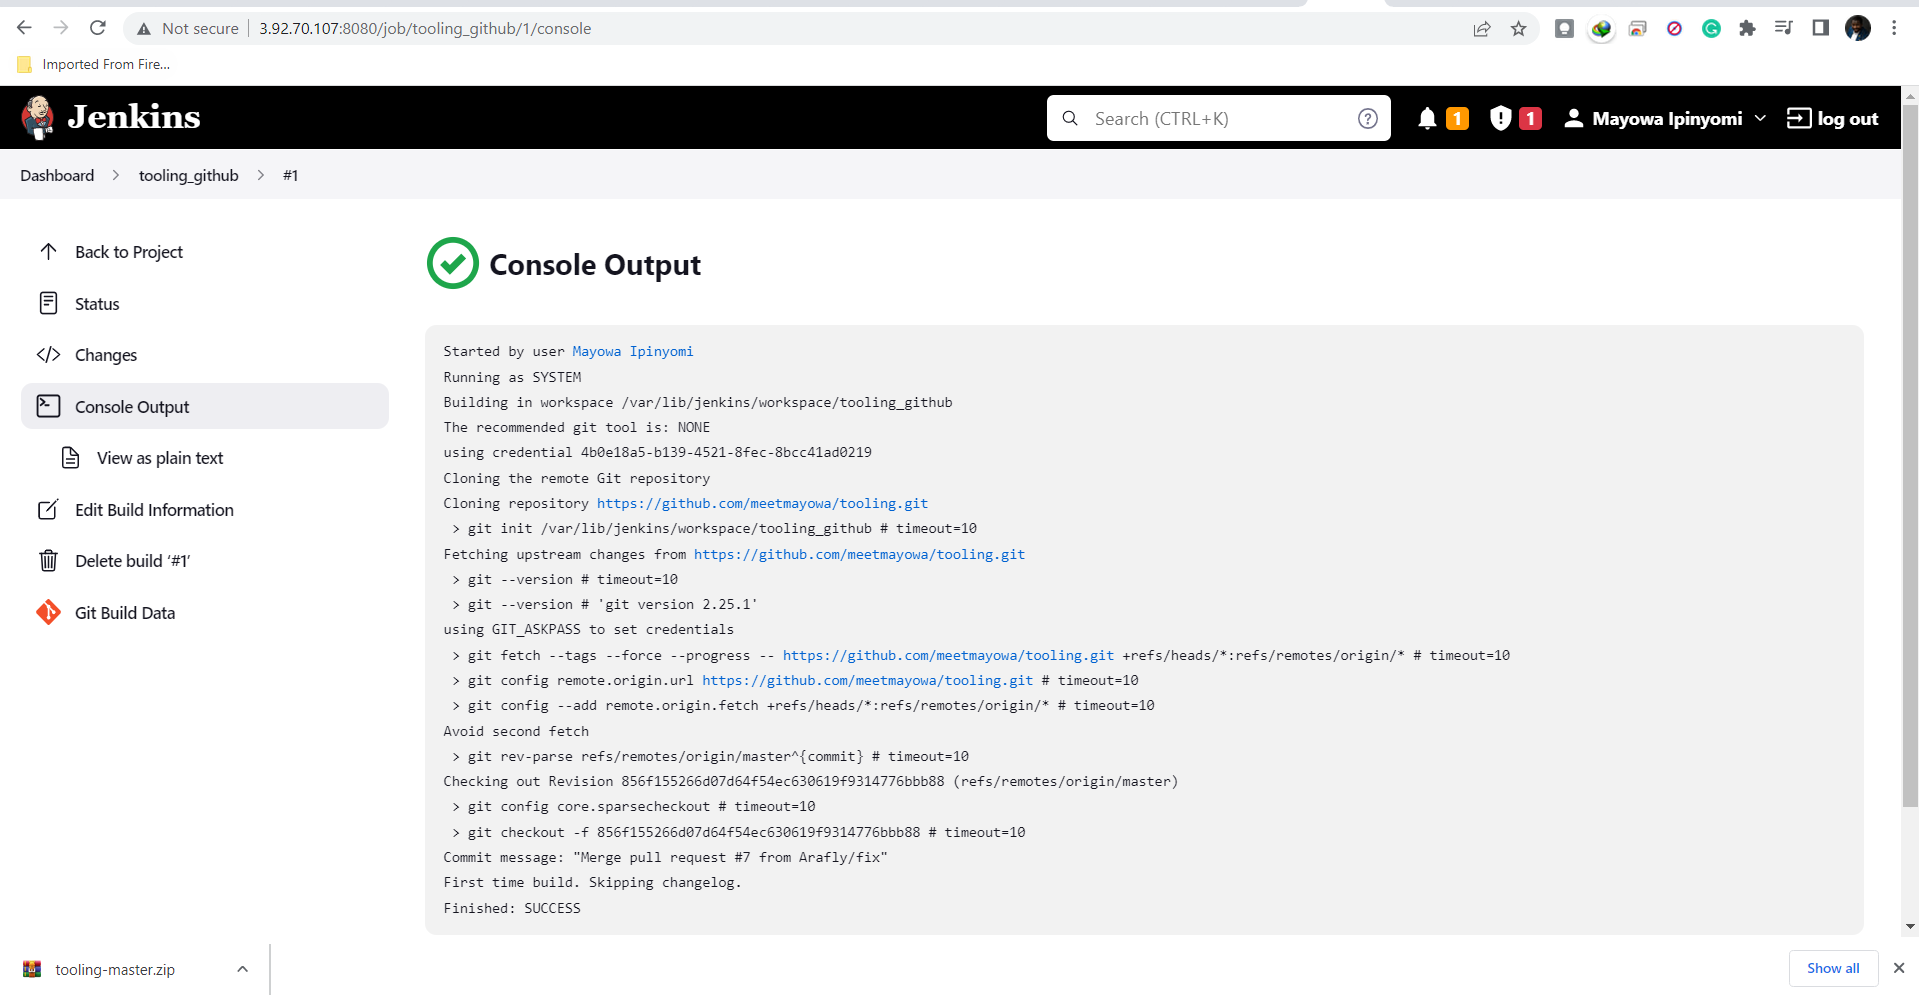 Not secure
3.92.70.107:8080/job/tooling_github/1/console
Imported From Fire...
Jenkins
Search (CTRL+K)
1
1
Mayowa Ipinyomi
log out
Dashboard
tooling_github
#1
Back to Project
Status
Changes
Console Output
View as plain text
Edit Build Information
Delete build ‘#1’
Git Build Data
Console Output
Started by user Mayowa Ipinyomi
Running as SYSTEM
Building in workspace /var/lib/jenkins/workspace/tooling_github
The recommended git tool is: NONE
using credential 4b0e18a5-b139-4521-8fec-8bcc41ad0219
Cloning the remote Git repository
Cloning repository https://github.com/meetmayowa/tooling.git
 > git init /var/lib/jenkins/workspace/tooling_github # timeout=10
Fetching upstream changes from https://github.com/meetmayowa/tooling.git
 > git --version # timeout=10
 > git --version # 'git version 2.25.1'
using GIT_ASKPASS to set credentials
 > git fetch --tags --force --progress -- https://github.com/meetmayowa/tooling.git +refs/heads/*:refs/remotes/origin/* # timeout=10
 > git config remote.origin.url https://github.com/meetmayowa/tooling.git # timeout=10
 > git config --add remote.origin.fetch +refs/heads/*:refs/remotes/origin/* # timeout=10
Avoid second fetch
 > git rev-parse refs/remotes/origin/master^{commit} # timeout=10
Checking out Revision 856f155266d07d64f54ec630619f9314776bbb88 (refs/remotes/origin/master)
 > git config core.sparsecheckout # timeout=10
 > git checkout -f 856f155266d07d64f54ec630619f9314776bbb88 # timeout=10
Commit message: "Merge pull request #7 from Arafly/fix"
First time build. Skipping changelog.
Finished: SUCCESS
tooling-master.zip
Show all